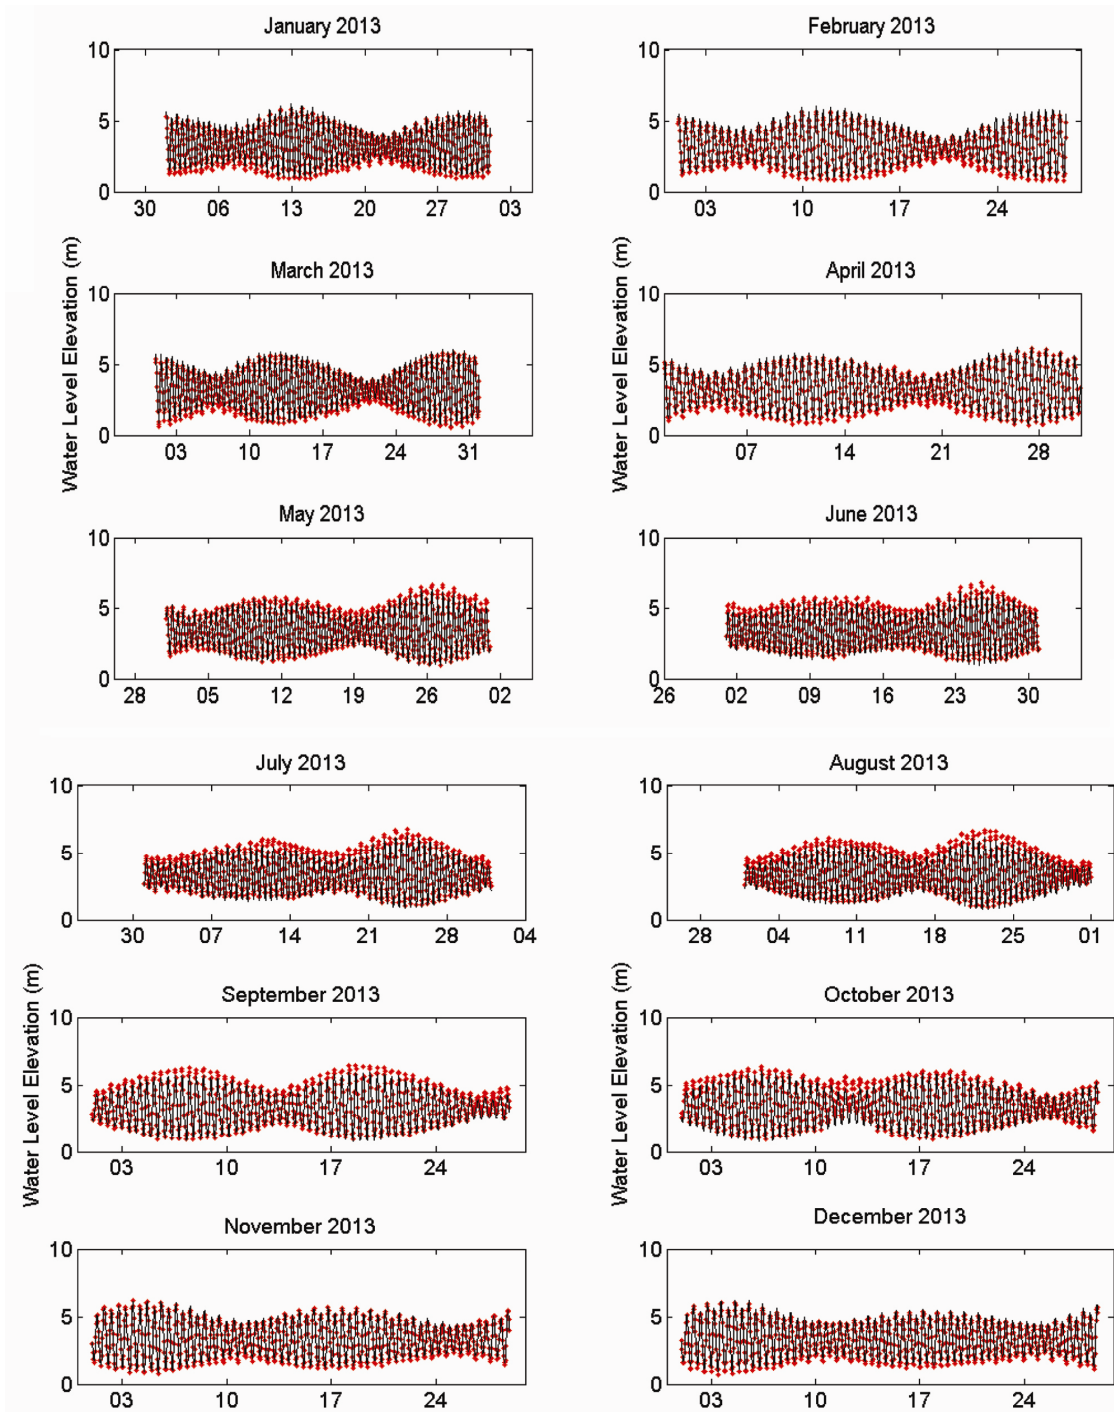 January 2013
10
5
0
30 06 13 20 27 03
February 2013
10
5
0
03 10 17 24
Water Level Elevation (m)
March 2013
10
5
0
03 10 17 24 31
Water Level Elevation (m)
April 2013
10
5
0
07 14 21 28
May 2013
10
5
0
28 05 12 19 26 02
June 2013
10
5
0
26 02 09 16 23 30
July 2013
10
5
0
30 07 14 21 28 04
August 2013
10
5
0
28 04 11 18 25 01
Water Level Elevation (m)
September 2013
10
5
0
03 10 17 24
Water Level Elevation (m)
October 2013
10
5
0
03 10 17 24
November 2013
10
5
0
03 10 17 24
December 2013
10
5
0
03 10 17 24